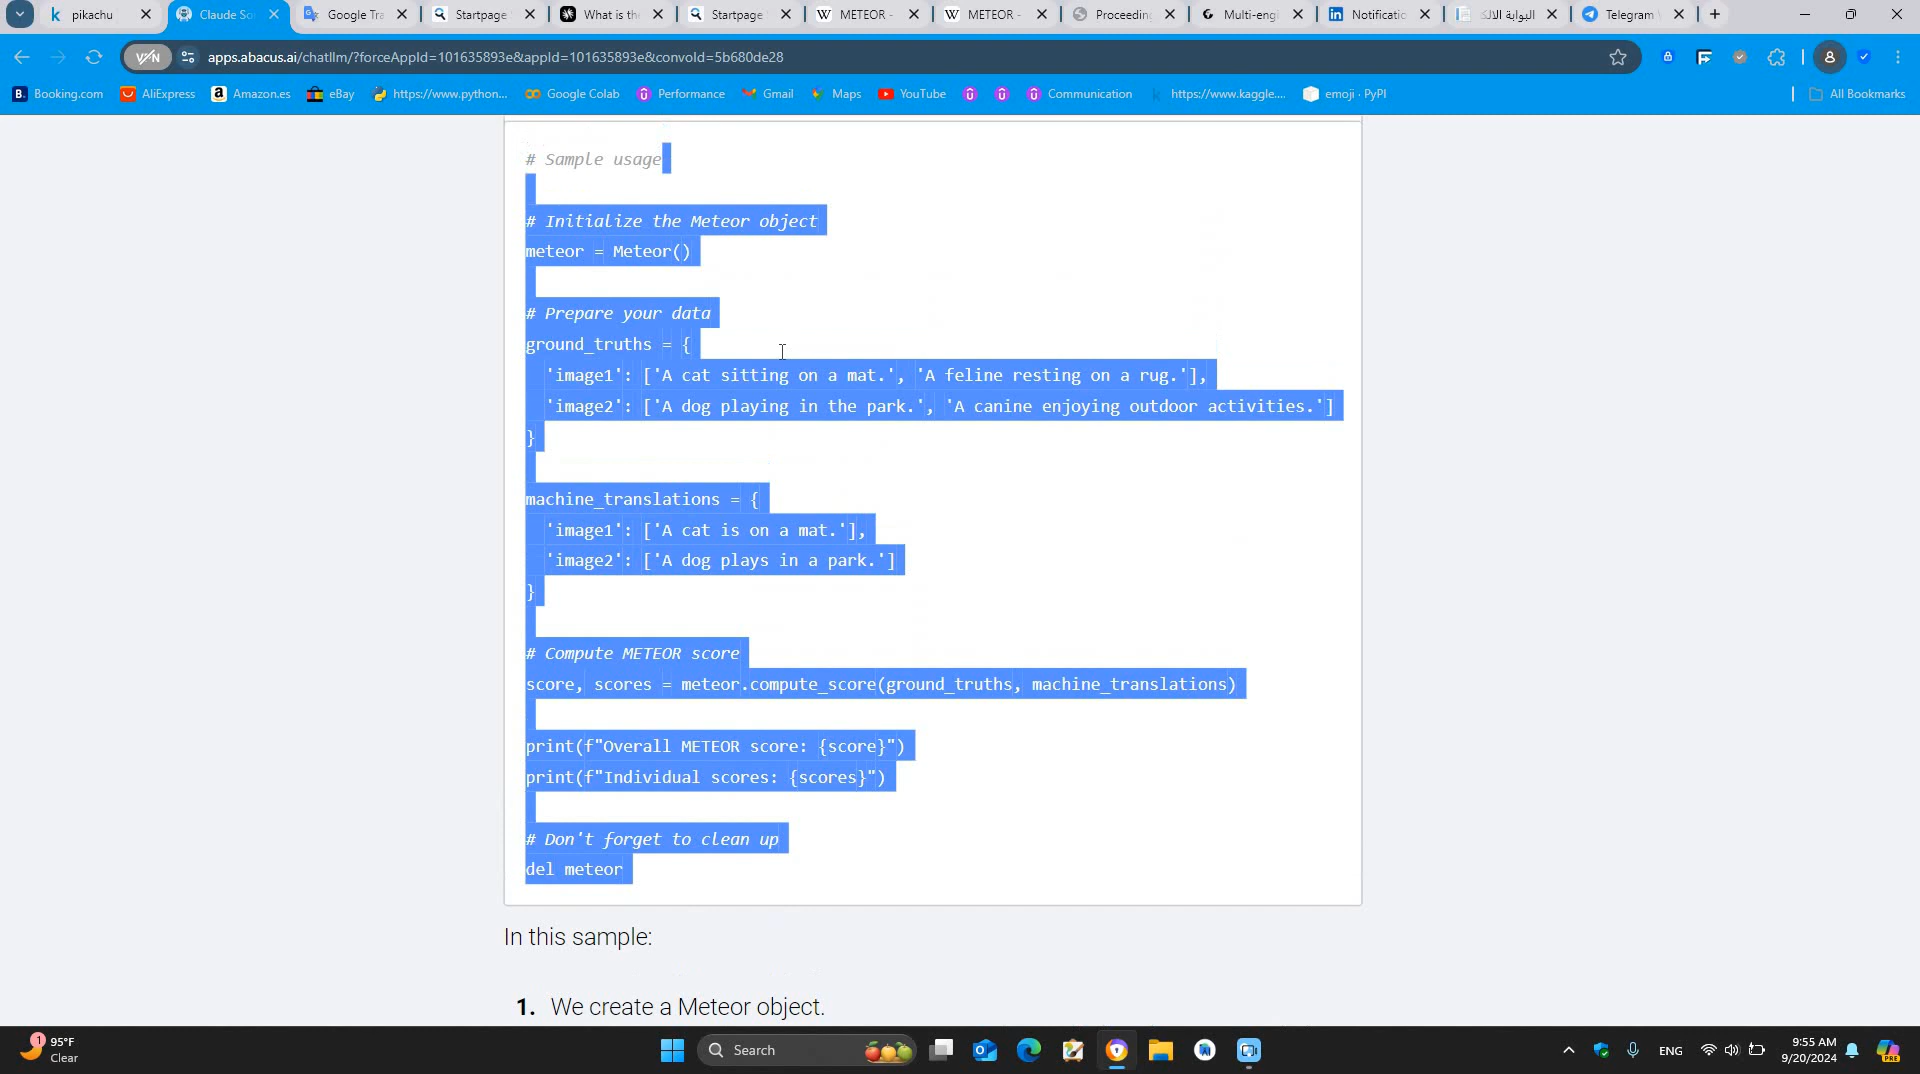 pikachu
Claude So
Google Tra
Startpage
What is the
Startpage
METEOR -
METEOR -
Proceeding
Multi-engi
Notificatio
البوابة الالك
Telegram
apps.abacus.ai/chatllm/?forceAppId=101635893e&appId=101635893e&convoId=5b680de28
Booking.com
AliExpress
Amazon.es
eBay
https://www.python...
Google Colab
Performance
Gmail
Maps
YouTube
Communication
https://www.kaggle....
emoji · PyPI
All Bookmarks
# Sample usage
# Initialize the Meteor object
meteor = Meteor()
# Prepare your data
ground_truths = {
'image1': ['A cat sitting on a mat.', 'A feline resting on a rug.'],
'image2': ['A dog playing in the park.', 'A canine enjoying outdoor activities.']
}
machine_translations = {
'image1': ['A cat is on a mat.'],
'image2': ['A dog plays in a park.']
}
# Compute METEOR score
score, scores = meteor.compute_score(ground_truths, machine_translations)
print(f"Overall METEOR score: {score}")
print(f"Individual scores: {scores}")
# Don't forget to clean up
del meteor
In this sample:
1. We create a Meteor object.
1
95°F
Clear
Search
ENG
9:55 AM
9/20/2024